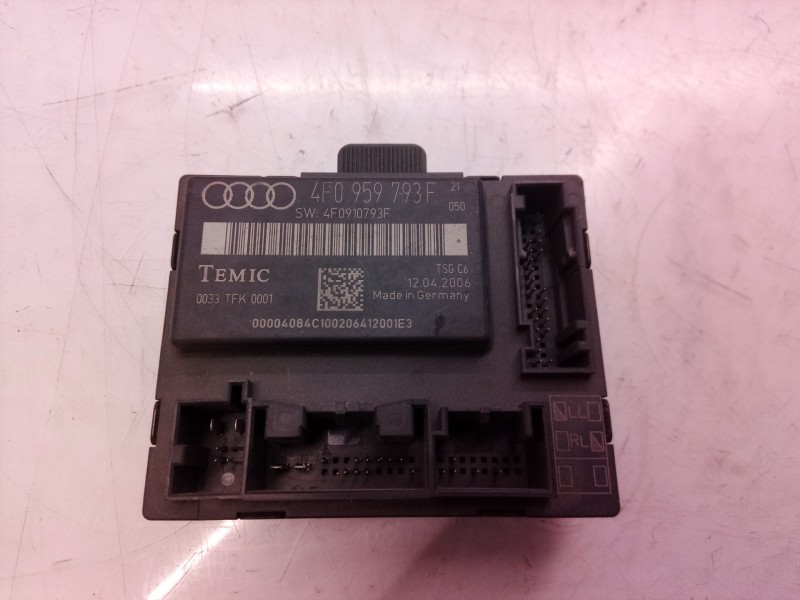 4F0 959 793 F 21
SW: 4F0910793F 050
TEMIC TSG C6
12.04.2006
0033 TFK 0001 Made in Germany
00004084C100206412001E3
LL
RL